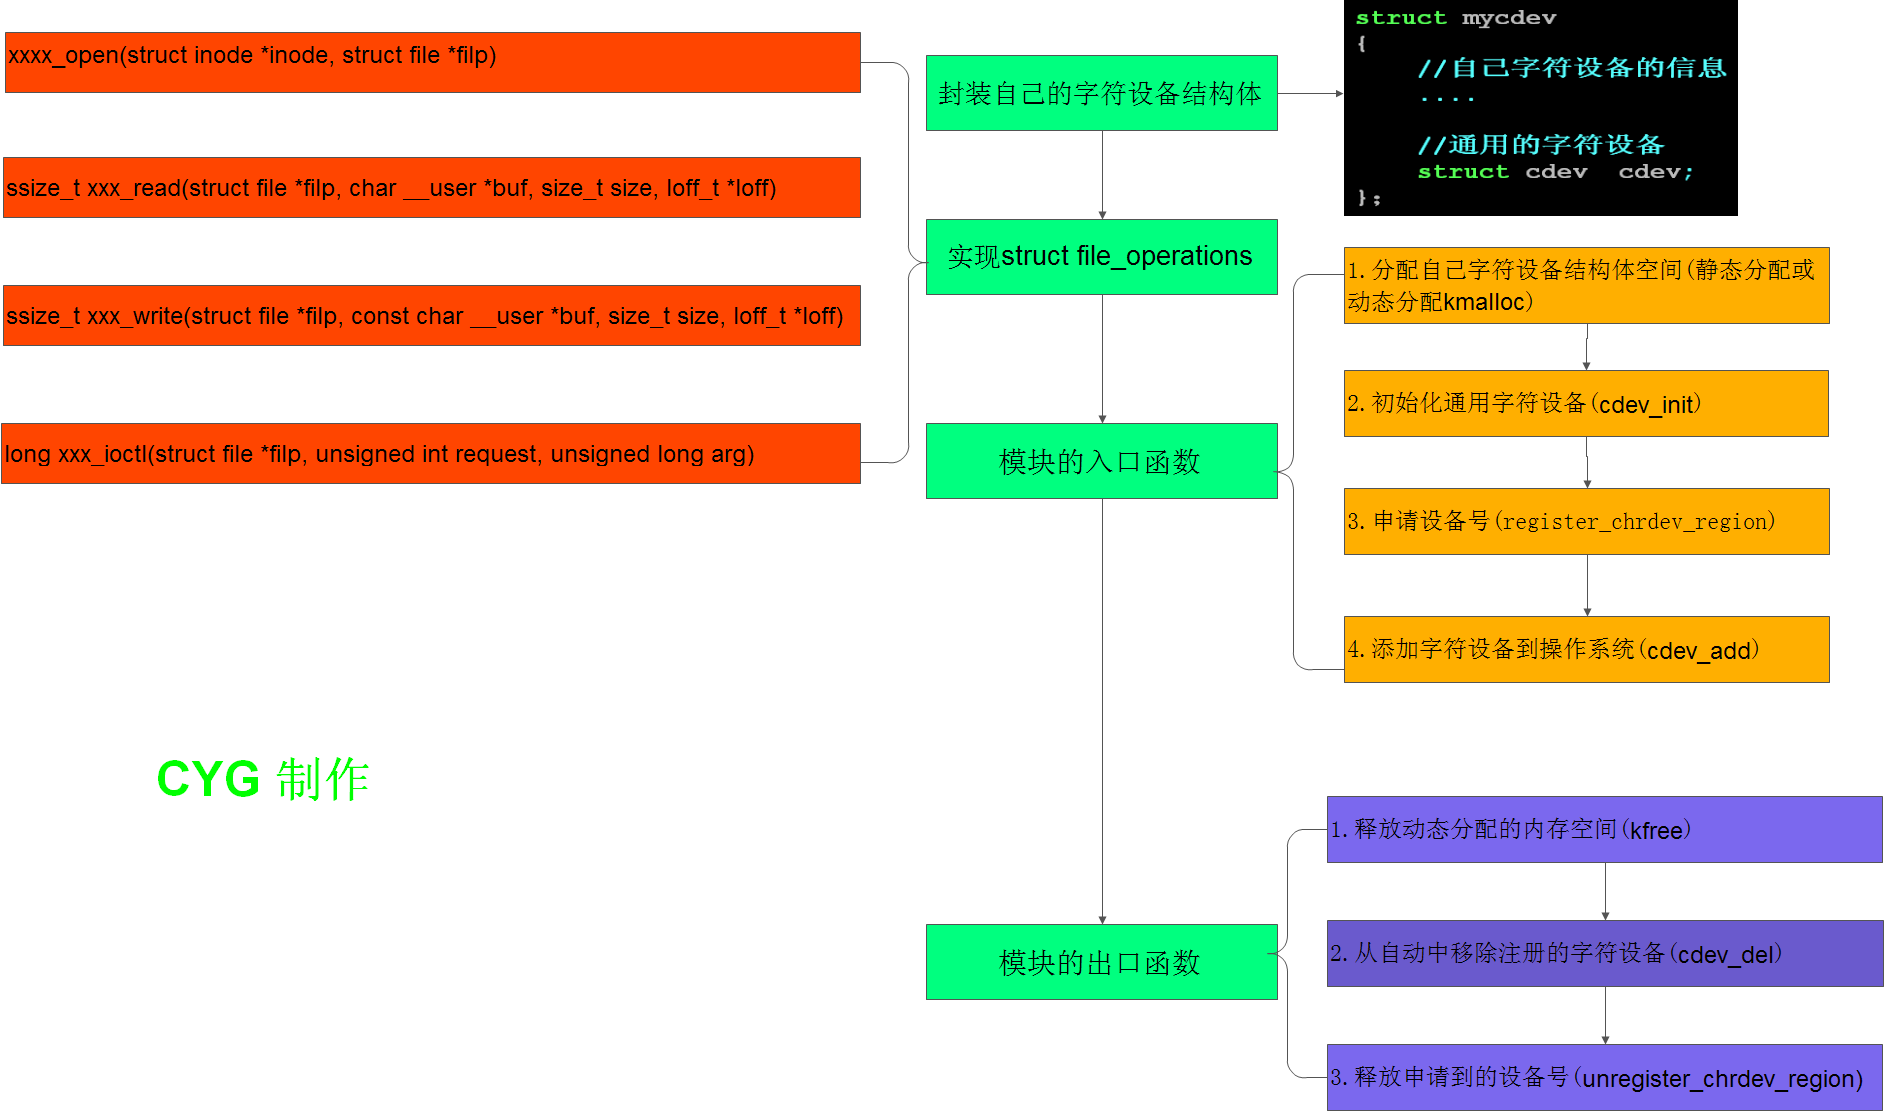 xxxx_open(struct inode *inode, struct file *filp)
ssize_t xxx_read(struct file *filp, char __user *buf, size_t size, loff_t *loff)
ssize_t xxx_write(struct file *filp, const char __user *buf, size_t size, loff_t *loff)
long xxx_ioctl(struct file *filp, unsigned int request, unsigned long arg)
封装自己的字符设备结构体
实现struct file_operations
模块的入口函数
模块的出口函数
struct mycdev
{
//自己字符设备的信息
....
//通用的字符设备
struct cdev  cdev;
};
1.分配自己字符设备结构体空间(静态分配或
动态分配kmalloc)
2.初始化通用字符设备(cdev_init)
3.申请设备号(register_chrdev_region)
4.添加字符设备到操作系统(cdev_add)
1.释放动态分配的内存空间(kfree)
2.从自动中移除注册的字符设备(cdev_del)
3.释放申请到的设备号(unregister_chrdev_region)
CYG 制作